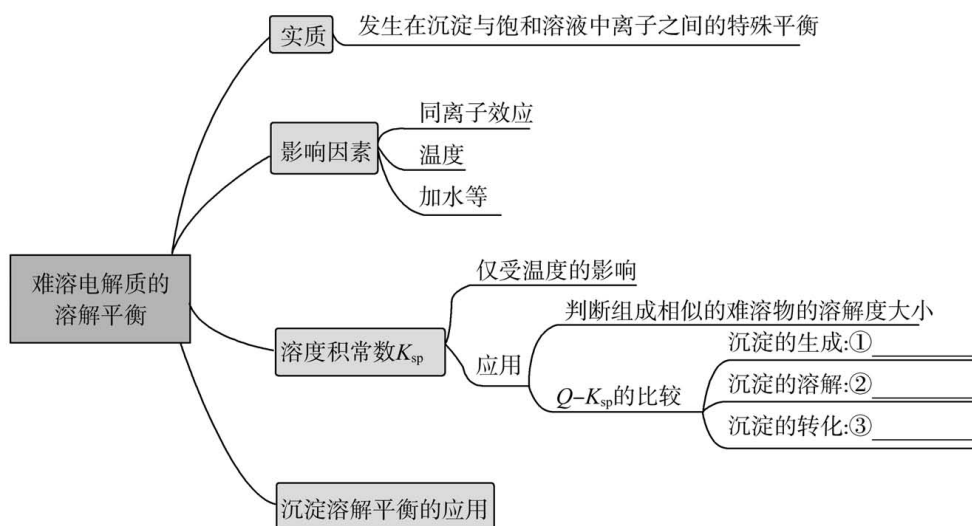 实质
发生在沉淀与饱和溶液中离子之间的特殊平衡
影响因素
同离子效应
温度
加水等
难溶电解质的
溶解平衡
溶度积常数Ksp
仅受温度的影响
应用
判断组成相似的难溶物的溶解度大小
Q-Ksp的比较
沉淀的生成:①
沉淀的溶解:②
沉淀的转化:③
沉淀溶解平衡的应用